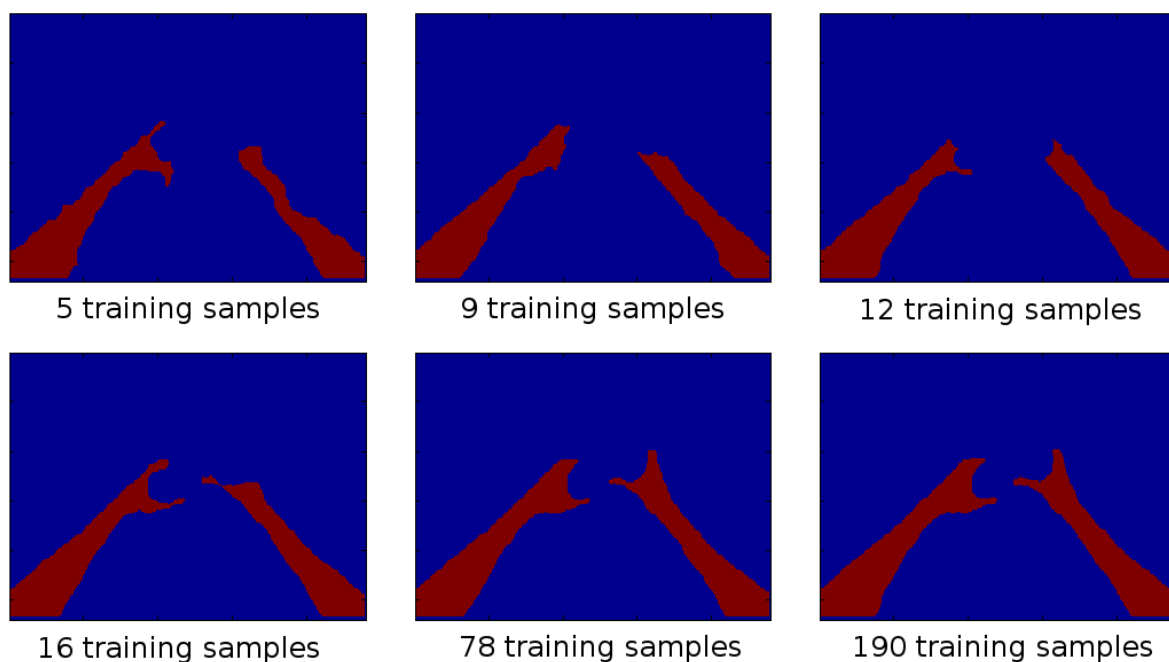 5 training samples
9 training samples
12 training samples
16 training samples
78 training samples
190 training samples